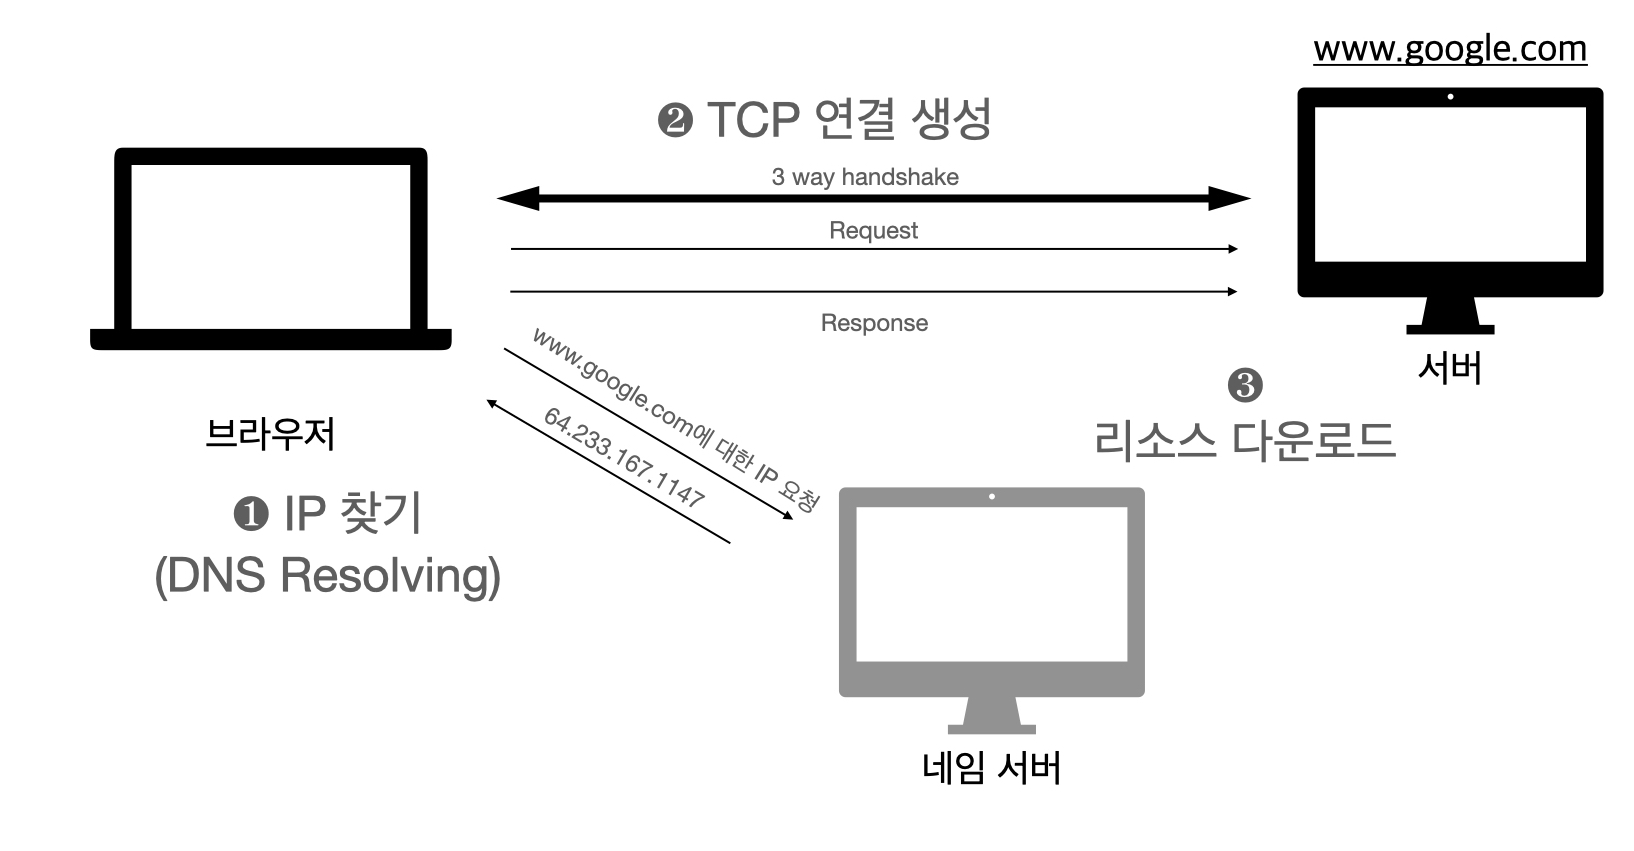 www.google.com
❷ TCP 연결 생성
3 way handshake
Request
Response
서버
www.google.com에 대한 IP 요청
64.233.167.1147
브라우저
❶ IP 찾기
(DNS Resolving)
❸
리소스 다운로드
네임 서버